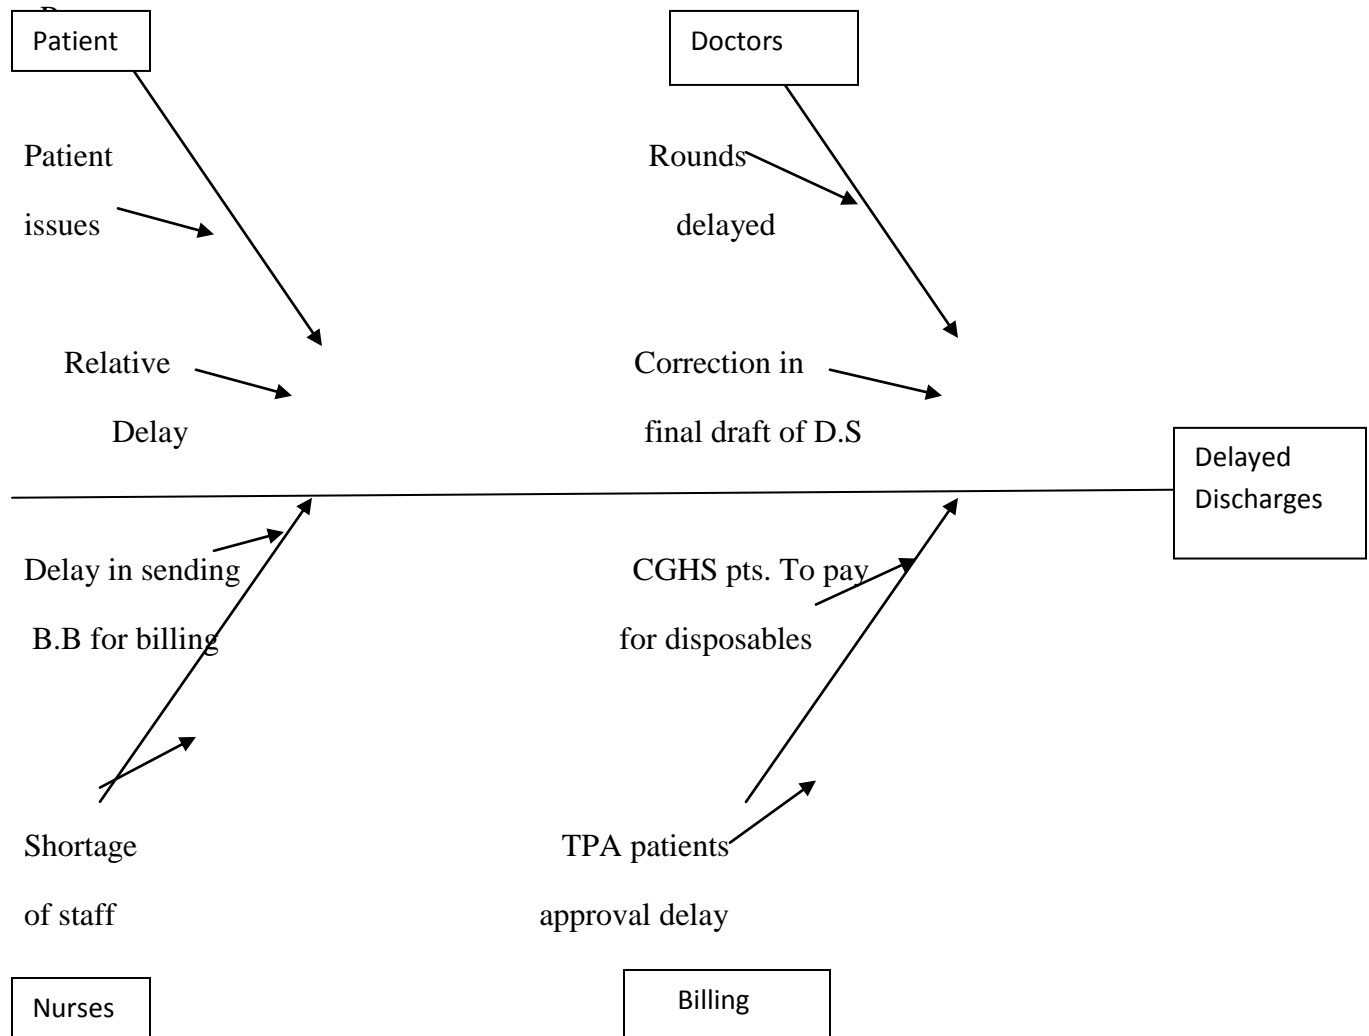 Patient
Doctors
Patient
issues
Rounds
delayed
Relative
Delay
Correction in
final draft of D.S
Delayed
Discharges
Delay in sending
B.B for billing
CGHS pts. To pay
for disposables
Shortage
of staff
TPA patients
approval delay
Nurses
Billing